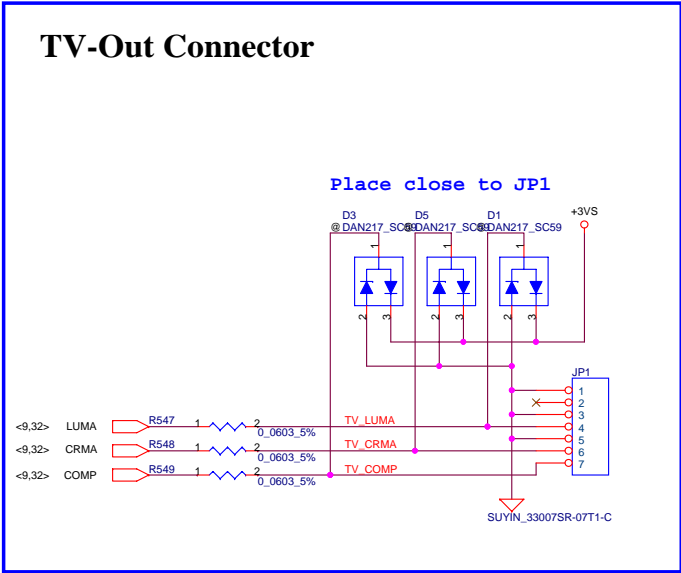 TV-Out Connector
Place close to JP1
D3 D5 D1 +3VS
@ DAN217_SC59 @ DAN217_SC59 @ DAN217_SC59
1 1 1
2 3 2 3 2 3
JP1
1
2
3
<9,32> LUMA R547 1 2 0_0603_5% TV_LUMA 4
5
<9,32> CRMA R548 1 2 0_0603_5% TV_CRMA 6
<9,32> COMP R549 1 2 0_0603_5% TV_COMP 7
SUYIN_33007SR-07T1-C